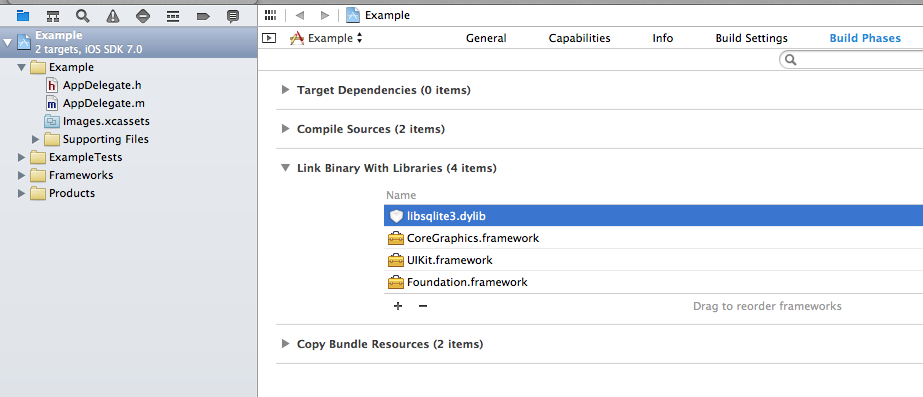 Example
Example
2 targets, iOS SDK 7.0
Example
AppDelegate.h
AppDelegate.m
Images.xcassets
Supporting Files
ExampleTests
Frameworks
Products
Example
General
Capabilities
Info
Build Settings
Build Phases
Target Dependencies (0 items)
Compile Sources (2 items)
Link Binary With Libraries (4 items)
Name
libsqlite3.dylib
CoreGraphics.framework
UIKit.framework
Foundation.framework
+ −
Drag to reorder frameworks
Copy Bundle Resources (2 items)